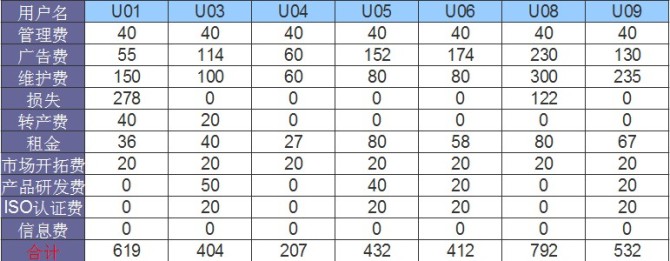 用户名 U01 U03 U04 U05 U06 U08 U09
管理费 40 40 40 40 40 40 40
广告费 55 114 60 152 174 230 130
维护费 150 100 60 80 80 300 235
损失 278 0 0 0 0 122 0
转产费 40 20 0 0 0 0 0
租金 36 40 27 80 58 80 67
市场开拓费 20 20 20 20 20 20 20
产品研发费 0 50 0 40 20 0 20
ISO认证费 0 20 0 20 20 0 20
信息费 0 0 0 0 0 0 0
合计 619 404 207 432 412 792 532